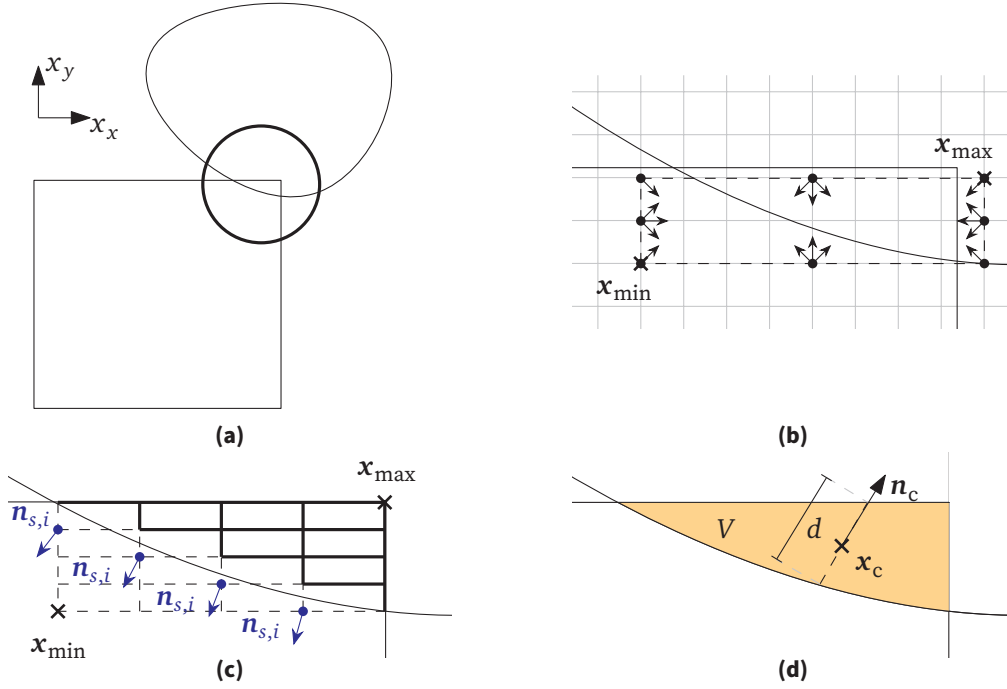 x_y
x_x
(a)
x_max
x_min
(b)
x_max
n_s,i
n_s,i
n_s,i
n_s,i
x_min
(c)
n_c
V
d
x_c
(d)